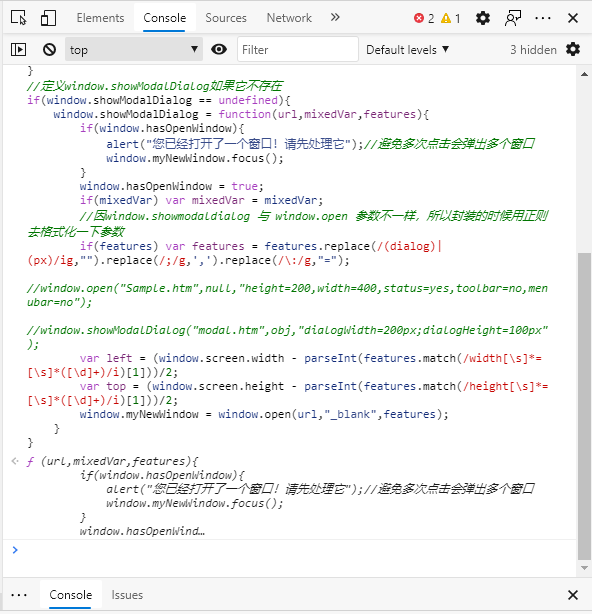 Elements Console Sources Network » 2 1 ···
top ▼ Filter Default levels ▼ 3 hidden
}
//定义window.showModalDialog如果它不存在
if(window.showModalDialog == undefined){
window.showModalDialog = function(url,mixedVar,features){
if(window.hasOpenWindow){
alert("您已经打开了一个窗口！请先处理它");//避免多次点击会弹出多个窗口
window.myNewWindow.focus();
}
window.hasOpenWindow = true;
if(mixedVar) var mixedVar = mixedVar;
//因window.showmodaldialog 与 window.open 参数不一样，所以封装的时候用正则
去格式化一下参数
if(features) var features = features.replace(/(dialog)|
(px)/ig,"").replace(/;/g,',').replace(/\:/g,"=");
//window.open("Sample.htm",null,"height=200,width=400,status=yes,toolbar=no,men
ubar=no");
//window.showModalDialog("modal.htm",obj,"dialogWidth=200px;dialogHeight=100px"
);
var left = (window.screen.width - parseInt(features.match(/width[\s]*=
[\s]*([\d]+)/i)[1]))/2;
var top = (window.screen.height - parseInt(features.match(/height[\s]*=
[\s]*([\d]+)/i)[1]))/2;
window.myNewWindow = window.open(url,"_blank",features);
}
}
ƒ (url,mixedVar,features){
if(window.hasOpenWindow){
alert("您已经打开了一个窗口！请先处理它");//避免多次点击会弹出多个窗口
window.myNewWindow.focus();
}
window.hasOpenWind…
Console Issues